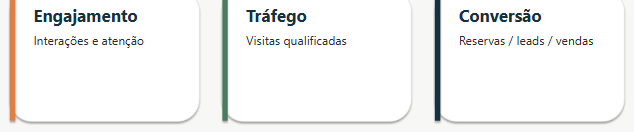 Engajamento
Interações e atenção
Tráfego
Visitas qualificadas
Conversão
Reservas / leads / vendas